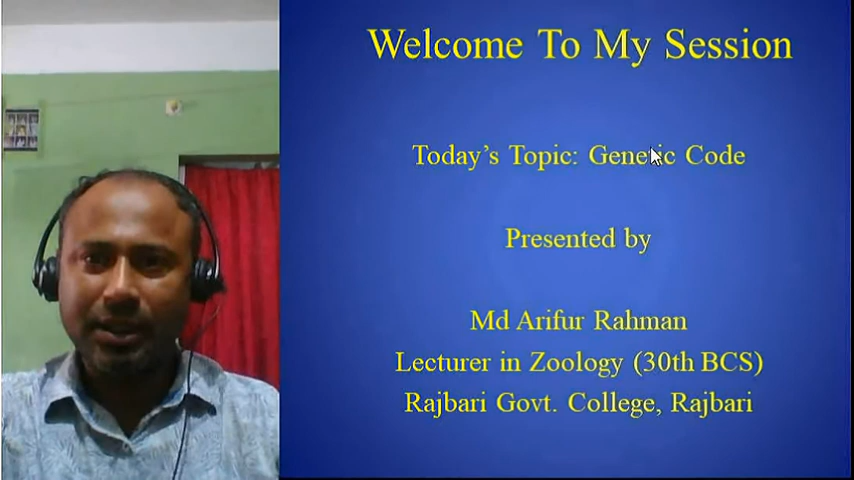 Welcome To My Session
Today’s Topic: Genetic Code
Presented by
Md Arifur Rahman
Lecturer in Zoology (30th BCS)
Rajbari Govt. College, Rajbari